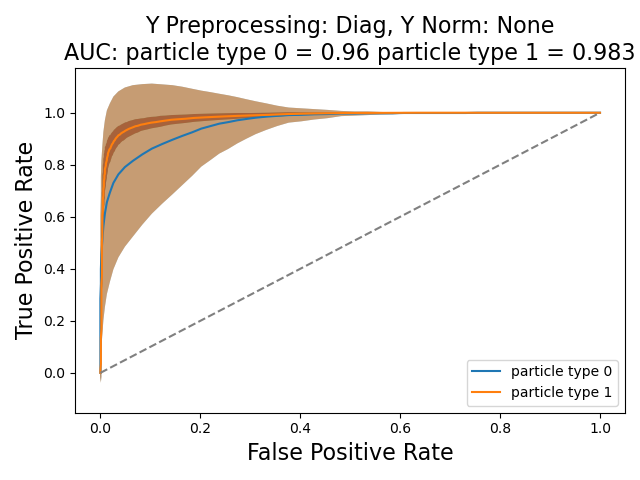 Y Preprocessing: Diag, Y Norm: None
AUC: particle type 0 = 0.96 particle type 1 = 0.983
True Positive Rate
1.0
0.8
0.6
0.4
0.2
0.0
particle type 0
particle type 1
0.0 0.2 0.4 0.6 0.8 1.0
False Positive Rate